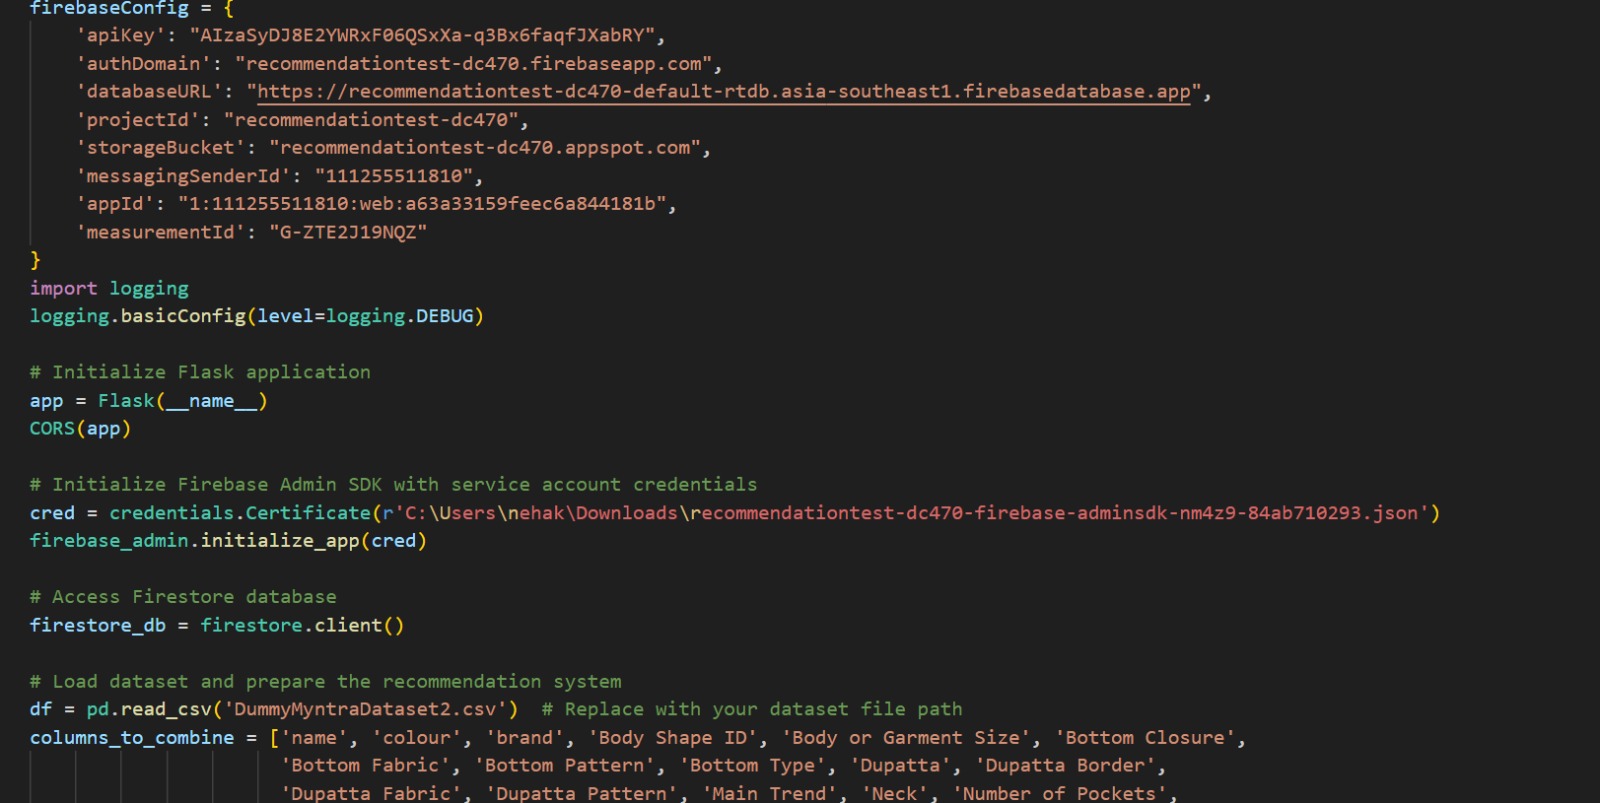 firebaseConfig = {
    'apiKey': "AIzaSyDJ8E2YWRxF06QSxXa-q3Bx6faqfJXabRY",
    'authDomain': "recommendationtest-dc470.firebaseapp.com",
    'databaseURL': "https://recommendationtest-dc470-default-rtdb.asia-southeast1.firebasedatabase.app",
    'projectId': "recommendationtest-dc470",
    'storageBucket': "recommendationtest-dc470.appspot.com",
    'messagingSenderId': "111255511810",
    'appId': "1:111255511810:web:a63a33159feec6a844181b",
    'measurementId': "G-ZTE2J19NQZ"
}
import logging
logging.basicConfig(level=logging.DEBUG)
# Initialize Flask application
app = Flask(__name__)
CORS(app)
# Initialize Firebase Admin SDK with service account credentials
cred = credentials.Certificate(r'C:\Users\nehak\Downloads\recommendationtest-dc470-firebase-adminsdk-nm4z9-84ab710293.json')
firebase_admin.initialize_app(cred)
# Access Firestore database
firestore_db = firestore.client()
# Load dataset and prepare the recommendation system
df = pd.read_csv('DummyMyntraDataset2.csv')  # Replace with your dataset file path
columns_to_combine = ['name', 'colour', 'brand', 'Body Shape ID', 'Body or Garment Size', 'Bottom Closure',
                      'Bottom Fabric', 'Bottom Pattern', 'Bottom Type', 'Dupatta', 'Dupatta Border',
                      'Dupatta Fabric', 'Dupatta Pattern', 'Main Trend', 'Neck', 'Number of Pockets',